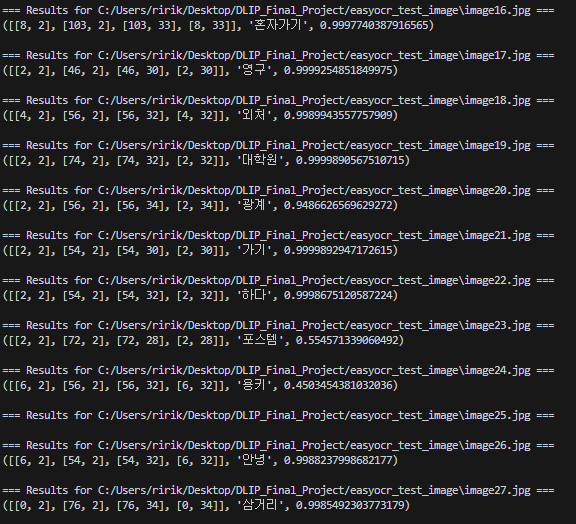 === Results for C:/Users/ririk/Desktop/DLIP_Final_Project/easyocr_test_image\image16.jpg ===
([[8, 2], [103, 2], [103, 33], [8, 33]], '혼자가기', 0.9997740387916565)
=== Results for C:/Users/ririk/Desktop/DLIP_Final_Project/easyocr_test_image\image17.jpg ===
([[2, 2], [46, 2], [46, 30], [2, 30]], '영구', 0.9999254851849975)
=== Results for C:/Users/ririk/Desktop/DLIP_Final_Project/easyocr_test_image\image18.jpg ===
([[4, 2], [56, 2], [56, 32], [4, 32]], '외처', 0.9989943557757909)
=== Results for C:/Users/ririk/Desktop/DLIP_Final_Project/easyocr_test_image\image19.jpg ===
([[2, 2], [74, 2], [74, 32], [2, 32]], '대학원', 0.9999890567510715)
=== Results for C:/Users/ririk/Desktop/DLIP_Final_Project/easyocr_test_image\image20.jpg ===
([[2, 2], [56, 2], [56, 34], [2, 34]], '광계', 0.9486626569629272)
=== Results for C:/Users/ririk/Desktop/DLIP_Final_Project/easyocr_test_image\image21.jpg ===
([[2, 2], [54, 2], [54, 30], [2, 30]], '가기', 0.9999892947172615)
=== Results for C:/Users/ririk/Desktop/DLIP_Final_Project/easyocr_test_image\image22.jpg ===
([[2, 2], [54, 2], [54, 32], [2, 32]], '하다', 0.9998675120587224)
=== Results for C:/Users/ririk/Desktop/DLIP_Final_Project/easyocr_test_image\image23.jpg ===
([[2, 2], [72, 2], [72, 28], [2, 28]], '포스템', 0.554571339060492)
=== Results for C:/Users/ririk/Desktop/DLIP_Final_Project/easyocr_test_image\image24.jpg ===
([[6, 2], [56, 2], [56, 32], [6, 32]], '용키', 0.4503454381032036)
=== Results for C:/Users/ririk/Desktop/DLIP_Final_Project/easyocr_test_image\image25.jpg ===
=== Results for C:/Users/ririk/Desktop/DLIP_Final_Project/easyocr_test_image\image26.jpg ===
([[6, 2], [54, 2], [54, 32], [6, 32]], '안녕', 0.9988237998682177)
=== Results for C:/Users/ririk/Desktop/DLIP_Final_Project/easyocr_test_image\image27.jpg ===
([[0, 2], [76, 2], [76, 34], [0, 34]], '삼거리', 0.9985492303773179)